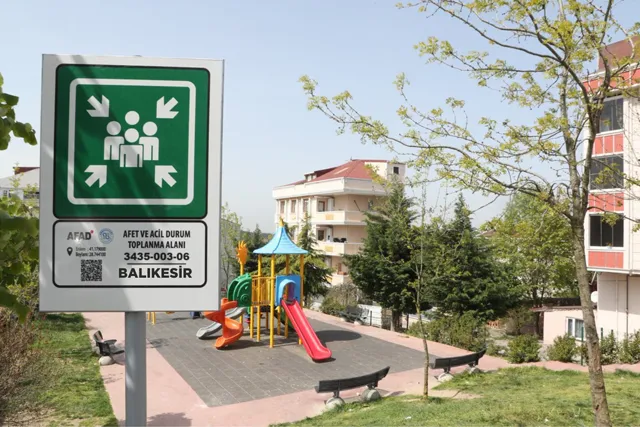 AFAD
AFET VE ACİL DURUM
TOPLANMA ALANI
3435-003-06
BALIKESİR